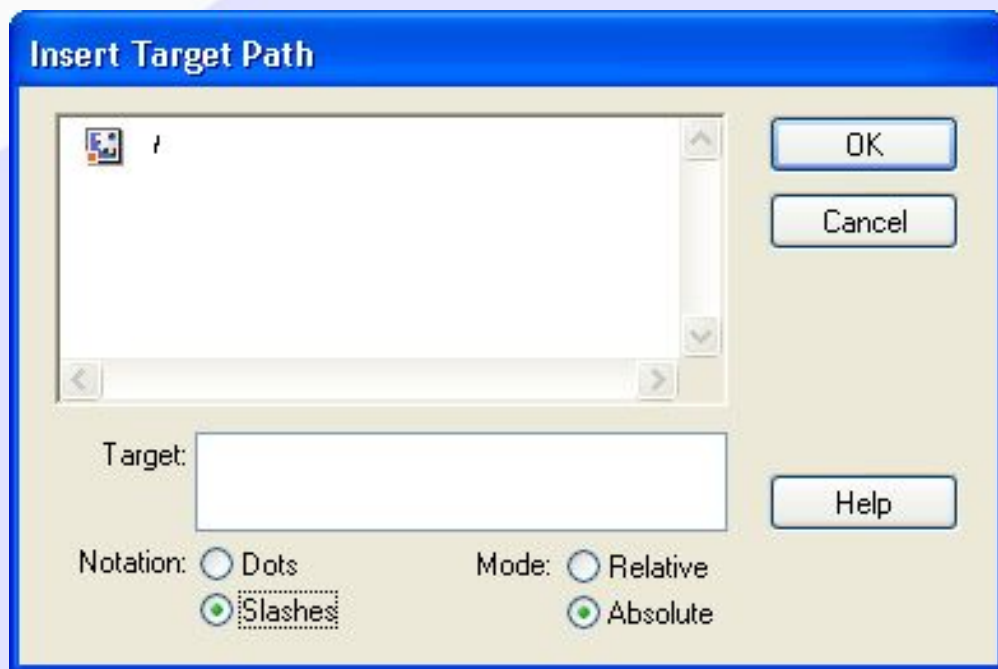 Insert Target Path
/
OK
Cancel
Target:
Help
Notation: Dots
Mode: Relative
Slashes
Absolute